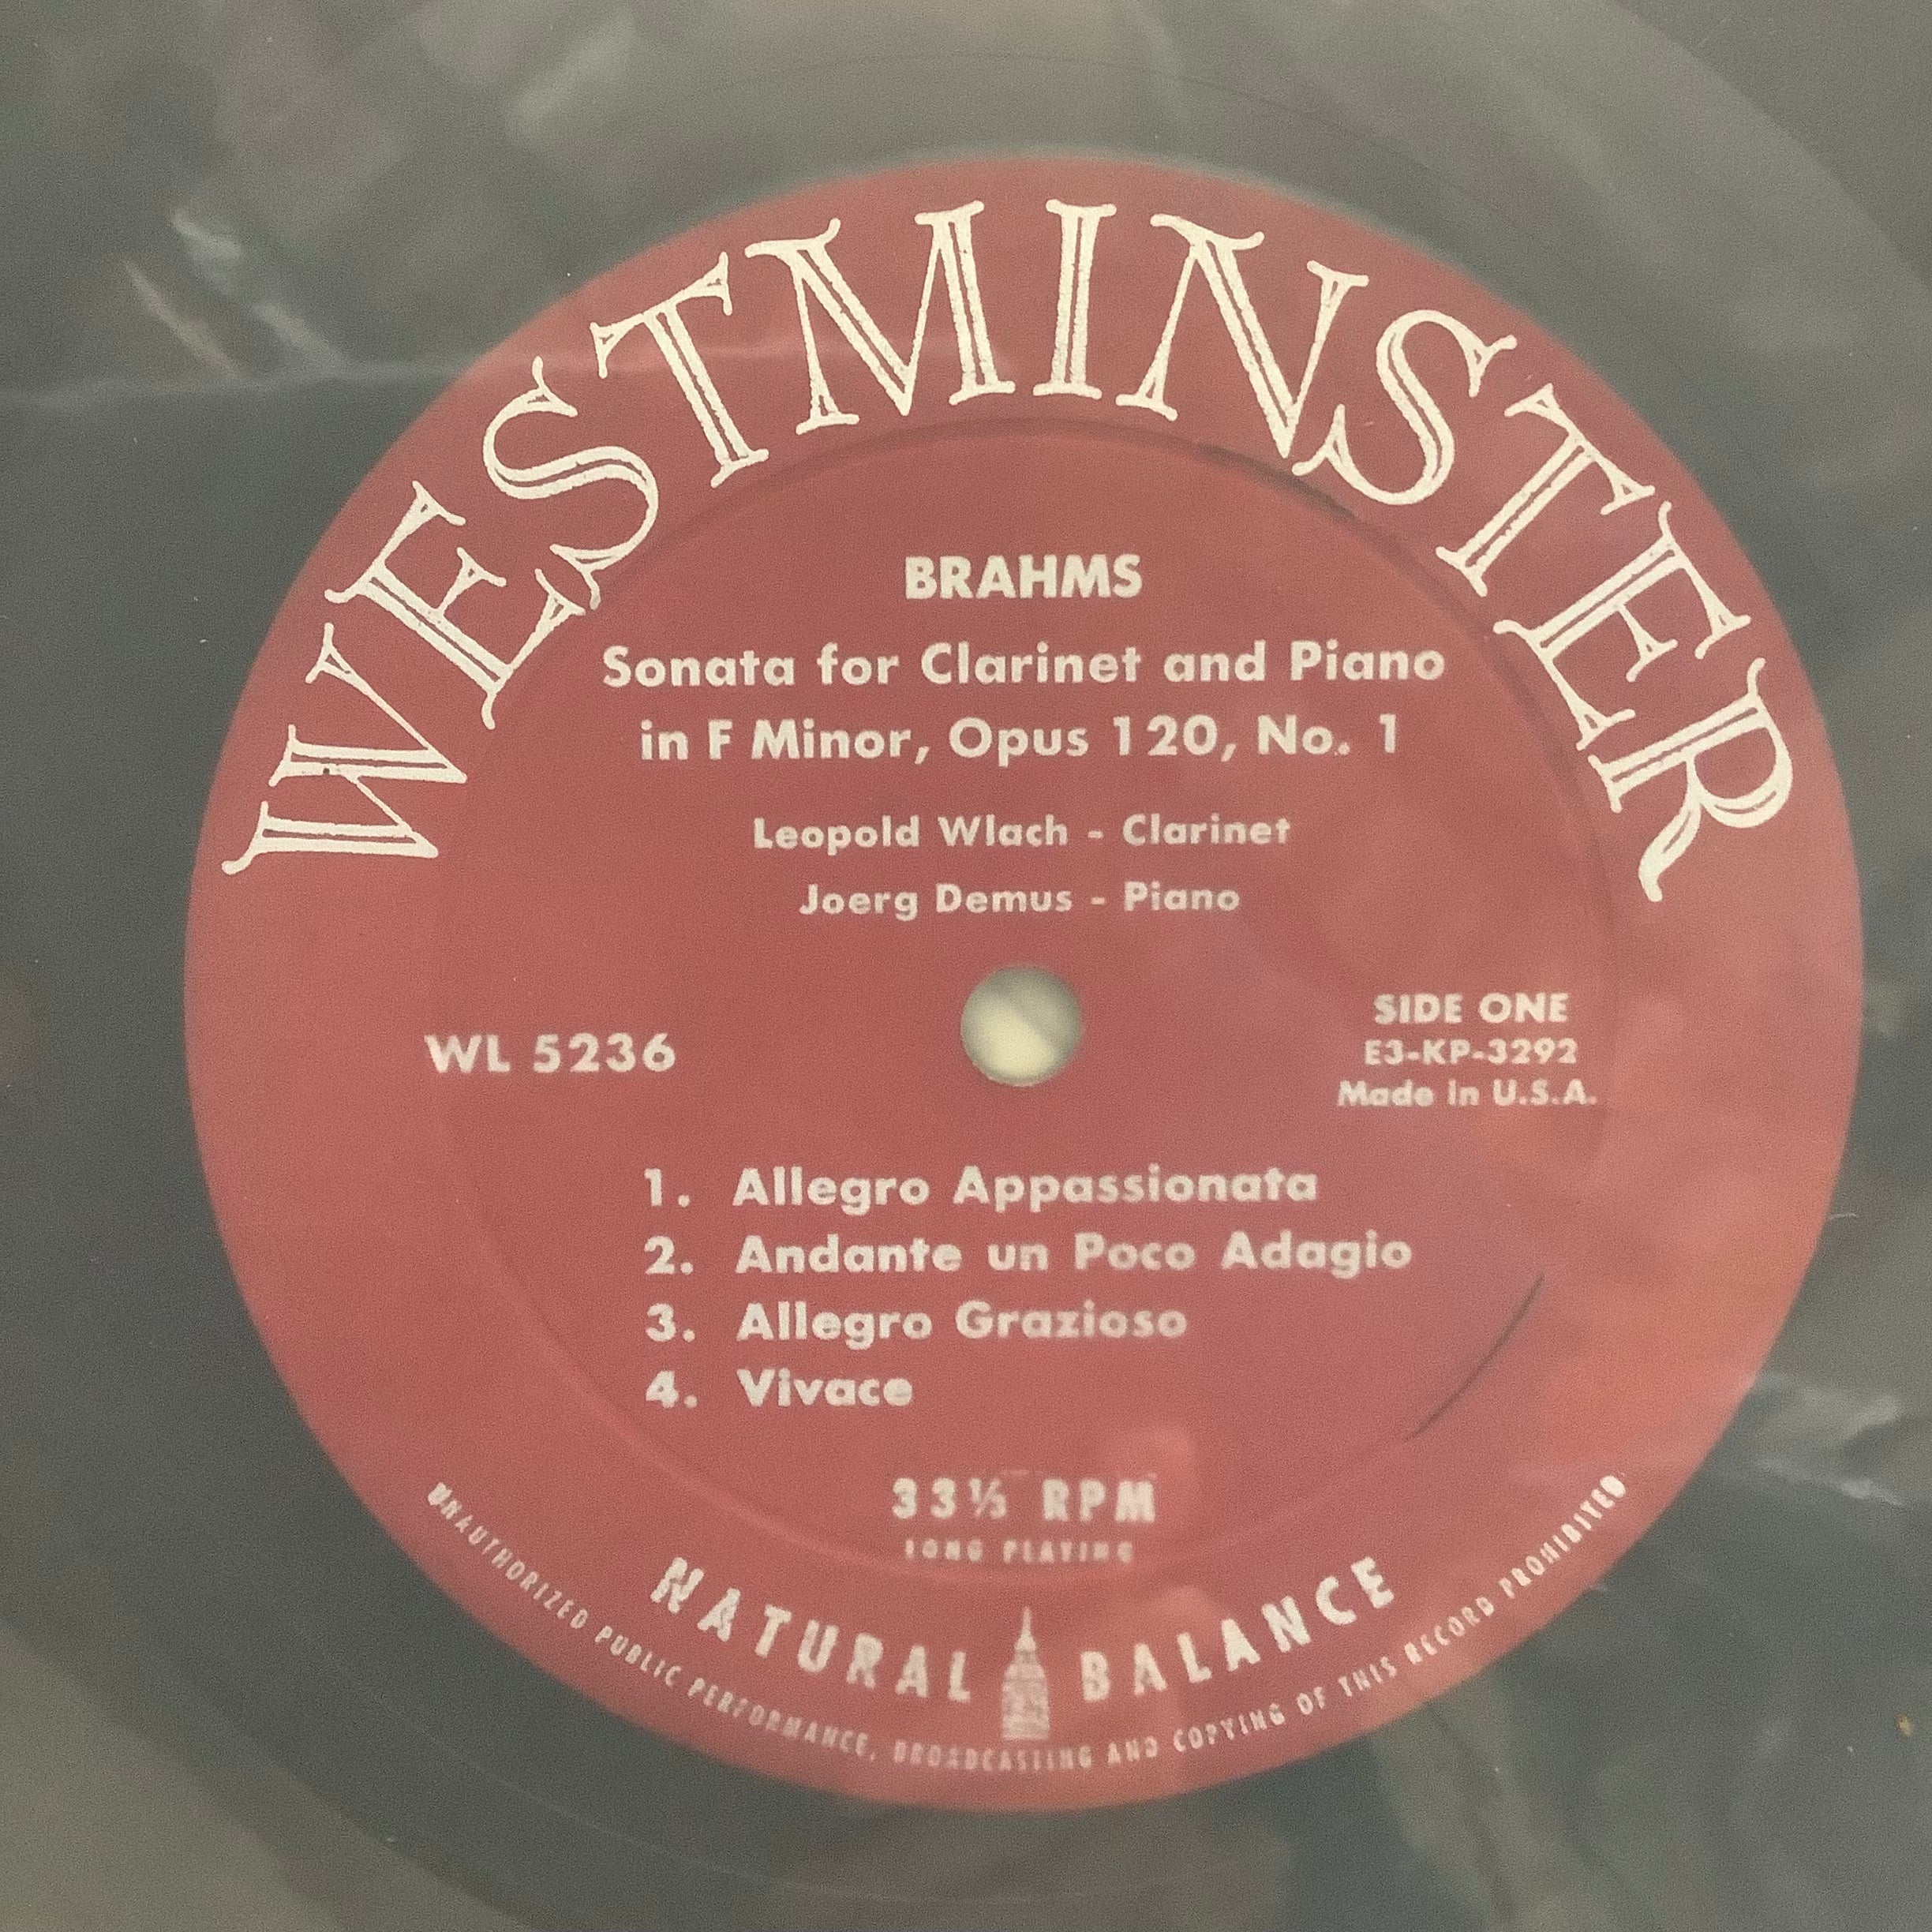 WESTMINSTER
BRAHMS
Sonata for Clarinet and Piano
in F Minor, Opus 120, No. 1
Leopold Wlach - Clarinet
Joerg Demus - Piano
WL 5236
SIDE ONE
E3-KP-3292
Made in U.S.A.
1. Allegro Appassionata
2. Andante un Poco Adagio
3. Allegro Grazioso
4. Vivace
33⅓ RPM
LONG PLAYING
NATURAL BALANCE
UNAUTHORIZED PUBLIC PERFORMANCE, BROADCASTING AND COPYING OF THIS RECORD PROHIBITED